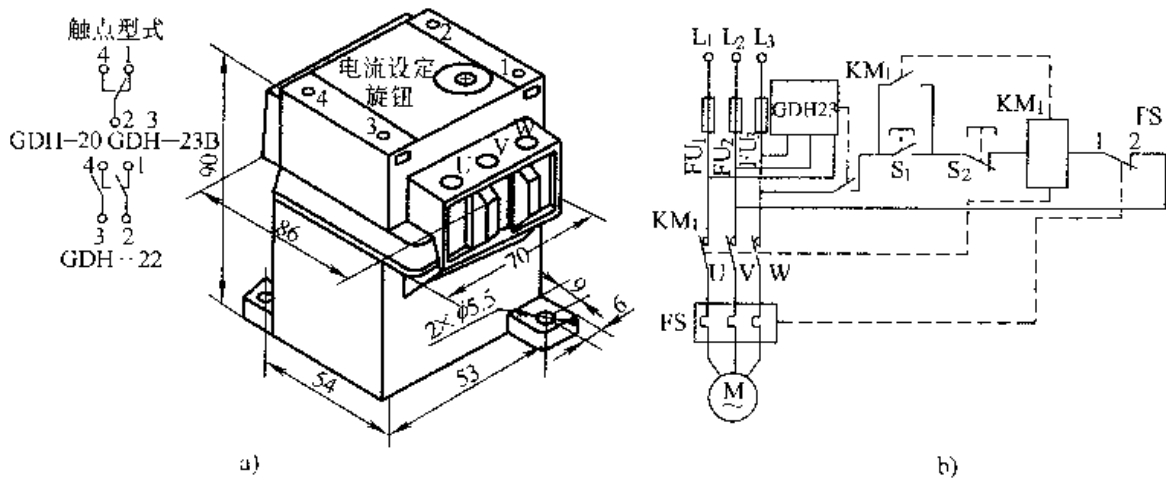 触点型式
4 1
2 3
GDH-20 GDH-23B
4 1
3 2
GDH-22
2
1
电流设定
旋钮
4
3
U V W
90
86
70
2×φ5.5
9
6
54
53
a)
L1 L2 L3
KM1
GDH23
KM1
FS
1 2
FU1 FU2 FU3
S1 S2
KM1
U V W
FS
M
~
b)